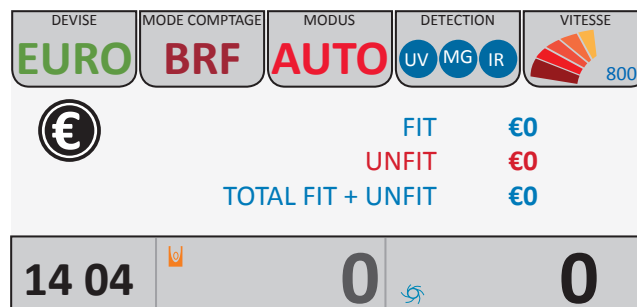 DEVISE MODE COMPTAGE MODUS DETECTION VITESSE
EURO BRF AUTO UV MG IR 800
€
FIT €0
UNFIT €0
TOTAL FIT + UNFIT €0
14 04 0 0